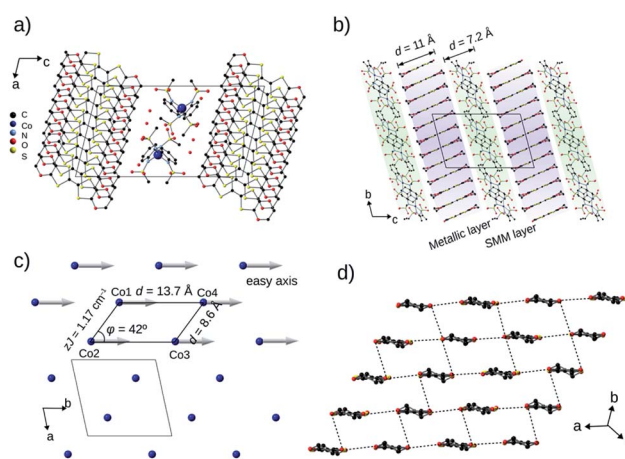 a)
c
a
C
Co
N
O
S
b)
d = 11 Å
d = 7.2 Å
Metallic layer
SMM layer
b
c
c)
easy axis
Co1
d = 13.7 Å
Co4
zJ = 1.17 cm⁻¹
φ = 42º
d = 8.6 Å
Co2
Co3
b
a
d)
b
a